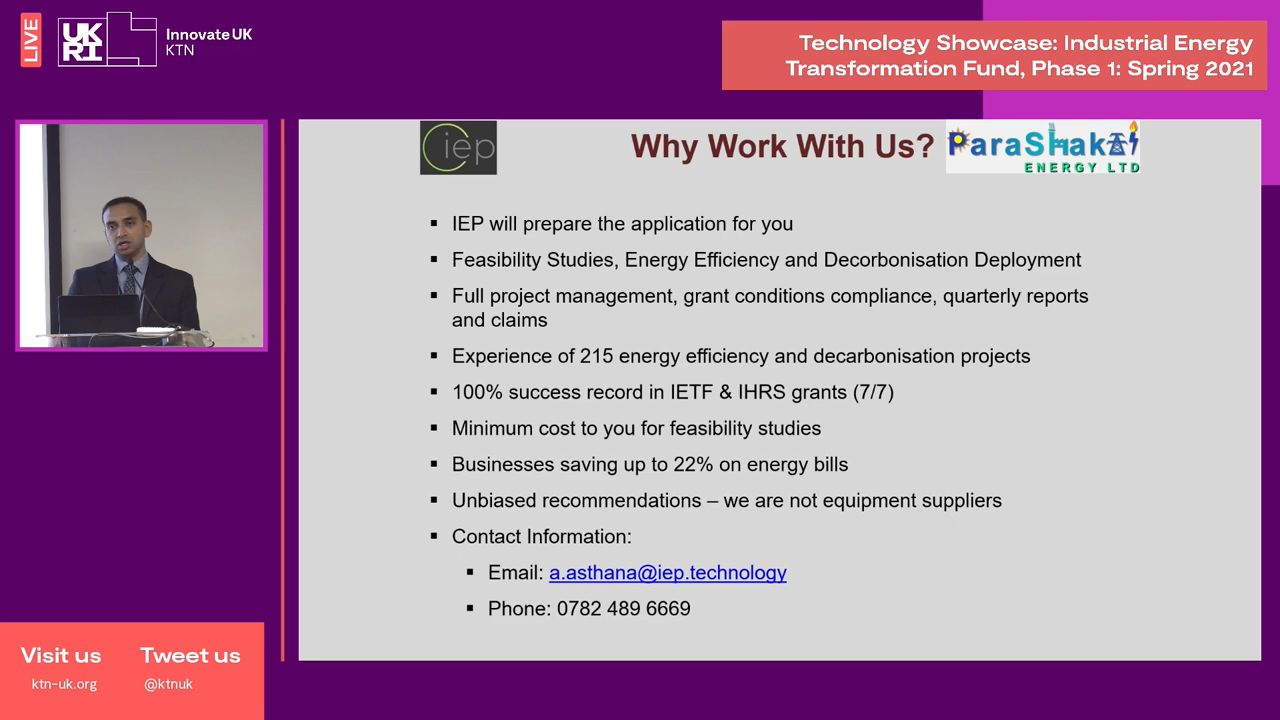 LIVE
UK
RI
Innovate UK
KTN
Technology Showcase: Industrial Energy
Transformation Fund, Phase 1: Spring 2021
iep
Why Work With Us?
ParaShakti
ENERGY LTD
▪ IEP will prepare the application for you
▪ Feasibility Studies, Energy Efficiency and Decorbonisation Deployment
▪ Full project management, grant conditions compliance, quarterly reports
and claims
▪ Experience of 215 energy efficiency and decarbonisation projects
▪ 100% success record in IETF & IHRS grants (7/7)
▪ Minimum cost to you for feasibility studies
▪ Businesses saving up to 22% on energy bills
▪ Unbiased recommendations – we are not equipment suppliers
▪ Contact Information:
▪ Email: a.asthana@iep.technology
▪ Phone: 0782 489 6669
Visit us
ktn-uk.org
Tweet us
@ktnuk